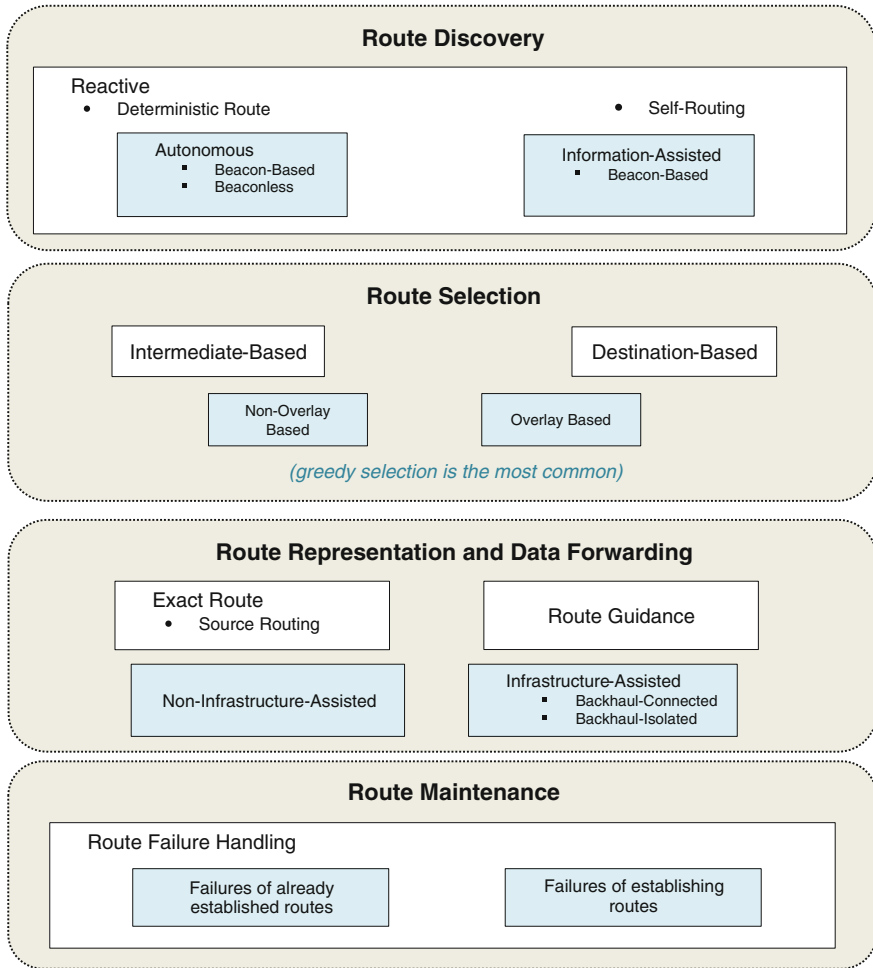 Route Discovery
Reactive
• Deterministic Route
• Self-Routing
Autonomous
▪ Beacon-Based
▪ Beaconless
Information-Assisted
▪ Beacon-Based
Route Selection
Intermediate-Based
Destination-Based
Non-Overlay
Based
Overlay Based
(greedy selection is the most common)
Route Representation and Data Forwarding
Exact Route
• Source Routing
Route Guidance
Non-Infrastructure-Assisted
Infrastructure-Assisted
▪ Backhaul-Connected
▪ Backhaul-Isolated
Route Maintenance
Route Failure Handling
Failures of already
established routes
Failures of establishing
routes